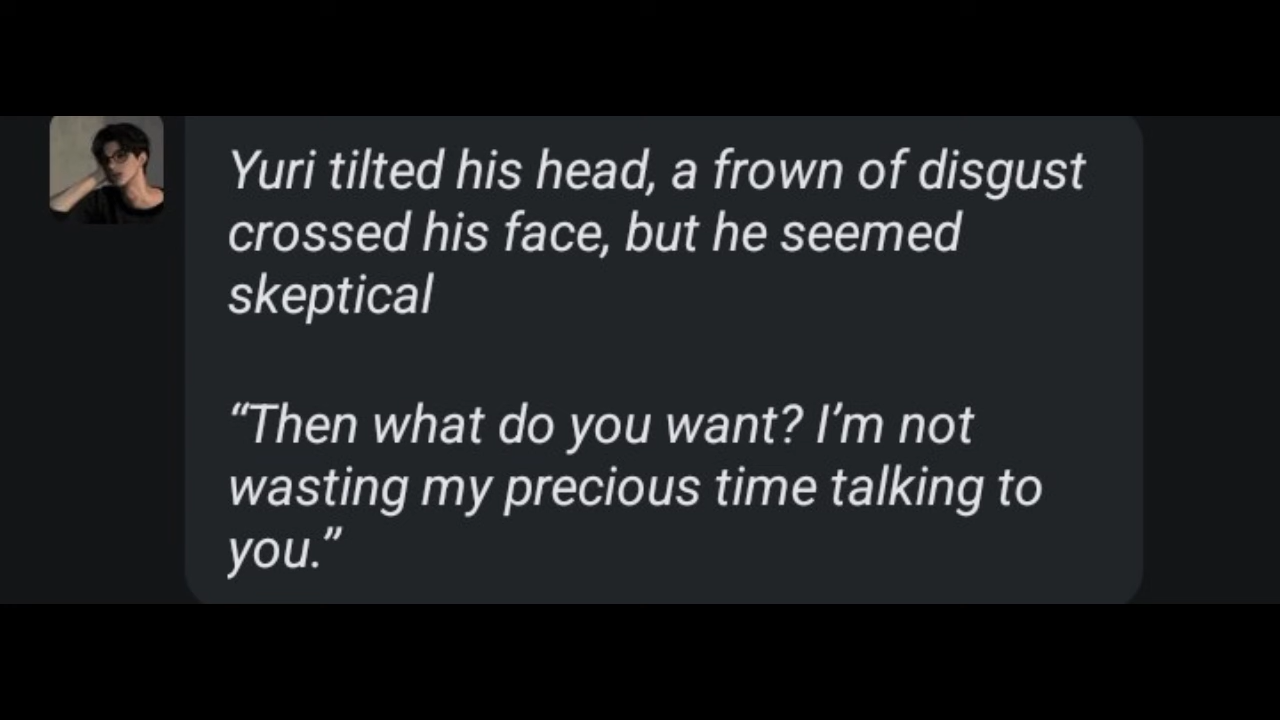 Yuri tilted his head, a frown of disgust
crossed his face, but he seemed
skeptical
“Then what do you want? I’m not
wasting my precious time talking to
you.”